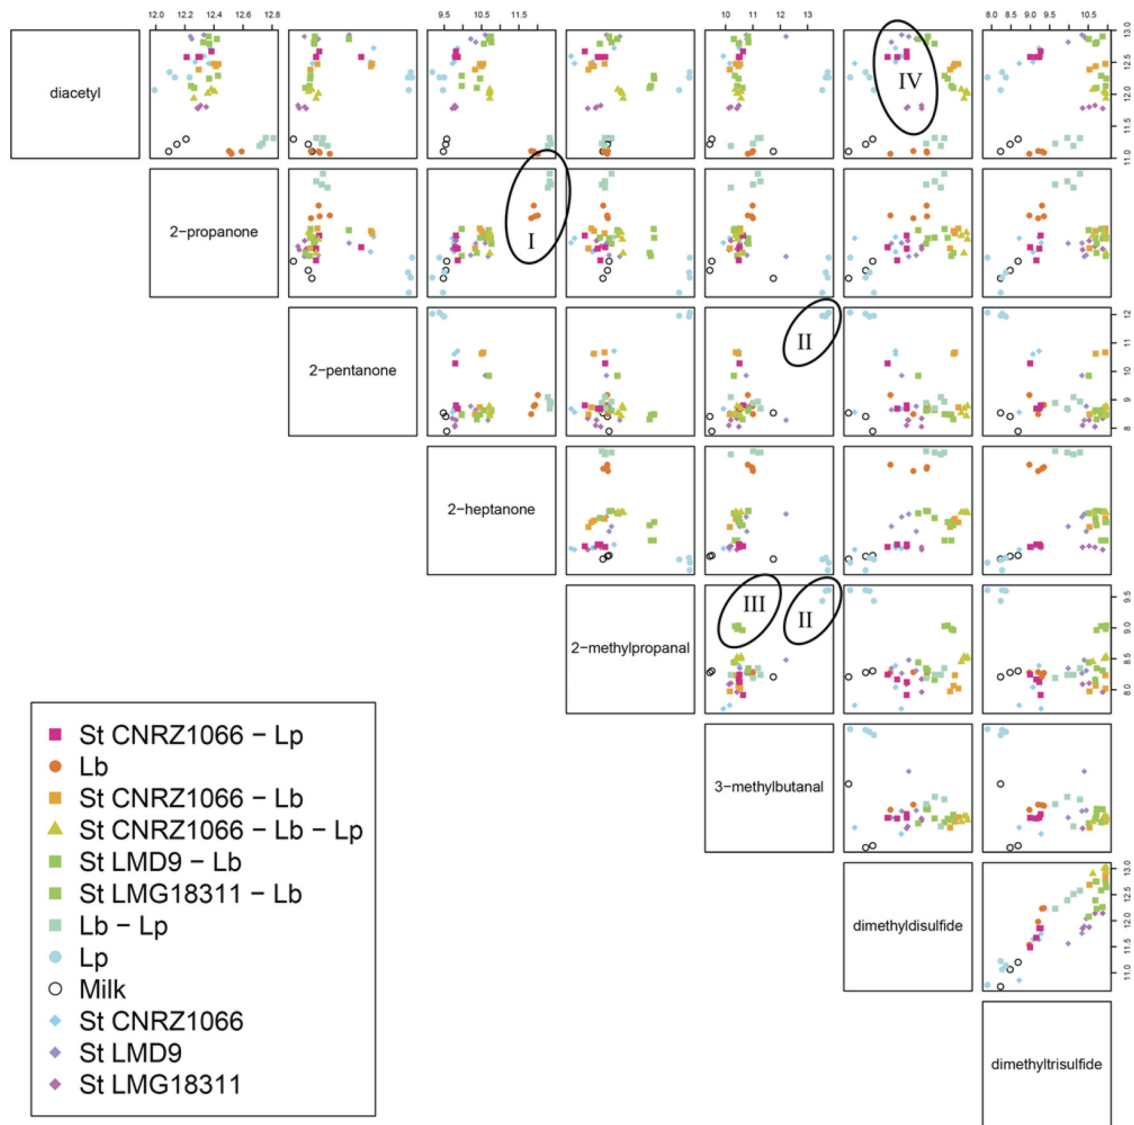 12.0 12.2 12.4 12.6 12.8
9.5 10.5 11.5
10 11 12 13
8.0 8.5 9.0 9.5 10.5
diacetyl
IV
11.0 11.5 12.0 12.5 13.0
2−propanone
I
2−pentanone
II
8 9 10 11 12
2−heptanone
2−methylpropanal
III
II
8.0 8.5 9.0 9.5
3−methylbutanal
dimethyldisulfide
11.0 11.5 12.0 12.5 13.0
dimethyltrisulfide
St CNRZ1066 − Lp
Lb
St CNRZ1066 − Lb
St CNRZ1066 − Lb − Lp
St LMD9 − Lb
St LMG18311 − Lb
Lb − Lp
Lp
Milk
St CNRZ1066
St LMD9
St LMG18311